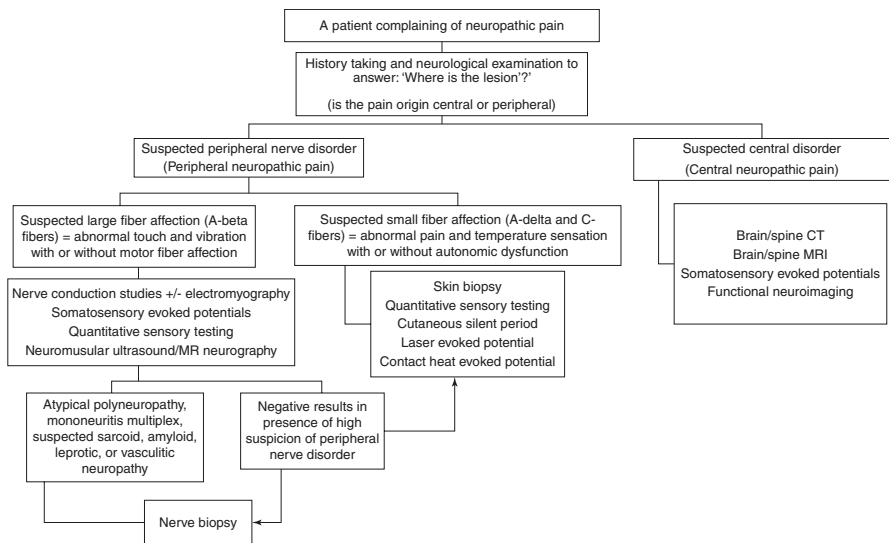 A patient complaining of neuropathic pain
History taking and neurological examination to
answer: ‘Where is the lesion’?’
(is the pain origin central or peripheral)
Suspected peripheral nerve disorder
(Peripheral neuropathic pain)
Suspected central disorder
(Central neuropathic pain)
Suspected large fiber affection (A-beta
fibers) = abnormal touch and vibration
with or without motor fiber affection
Suspected small fiber affection (A-delta and C-
fibers) = abnormal pain and temperature sensation
with or without autonomic dysfunction
Brain/spine CT
Brain/spine MRI
Somatosensory evoked potentials
Functional neuroimaging
Nerve conduction studies +/- electromyography
Somatosensory evoked potentials
Quantitative sensory testing
Neuromusular ultrasound/MR neurography
Skin biopsy
Quantitative sensory testing
Cutaneous silent period
Laser evoked potential
Contact heat evoked potential
Atypical polyneuropathy,
mononeuritis multiplex,
suspected sarcoid, amyloid,
leprotic, or vasculitic
neuropathy
Negative results in
presence of high
suspicion of peripheral
nerve disorder
Nerve biopsy